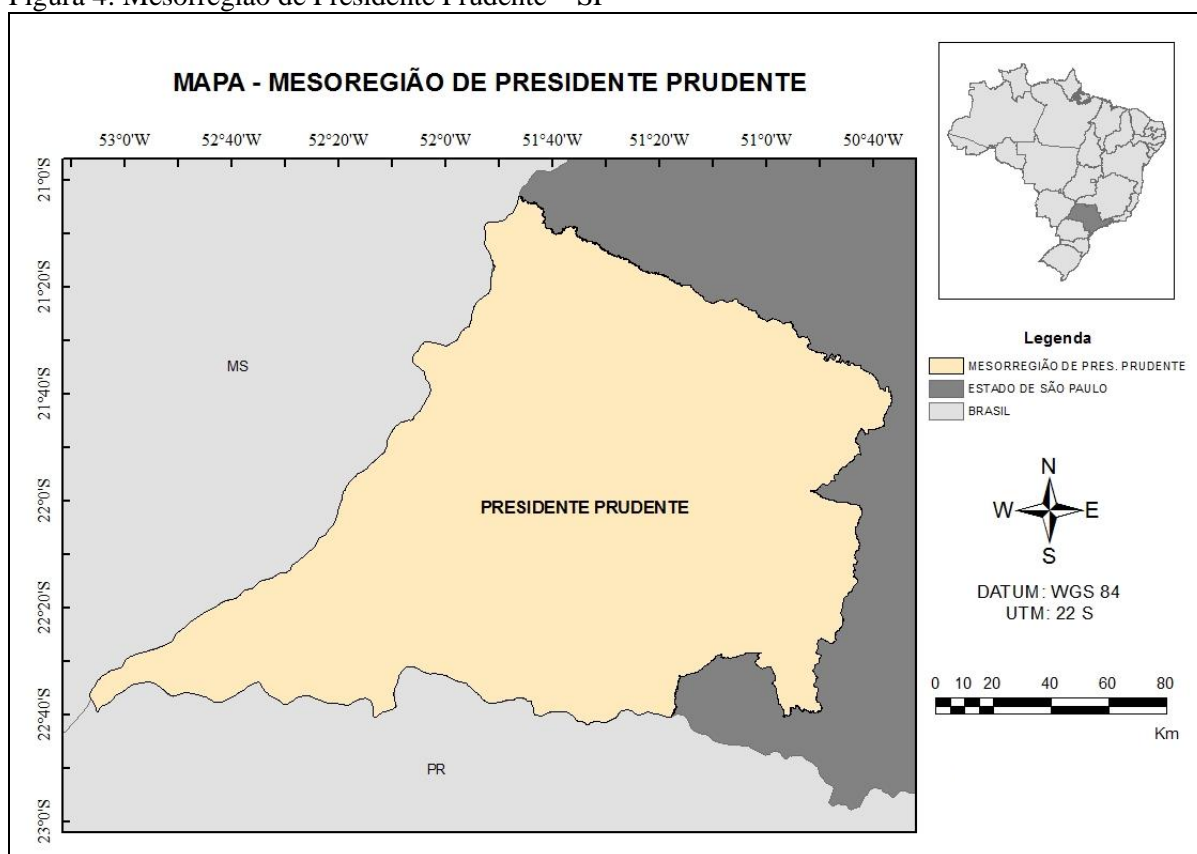 Figura 4: Mesorregião de Presidente Prudente – SP
MAPA - MESOREGIÃO DE PRESIDENTE PRUDENTE
53°0'W 52°40'W 52°20'W 52°0'W 51°40'W 51°20'W 51°0'W 50°40'W
21°0'S
21°20'S
21°40'S
22°0'S
22°20'S
22°40'S
23°0'S
MS
PRESIDENTE PRUDENTE
PR
Legenda
MESORREGIÃO DE PRES. PRUDENTE
ESTADO DE SÃO PAULO
BRASIL
N
W E
S
DATUM: WGS 84
UTM: 22 S
0 10 20 40 60 80
Km